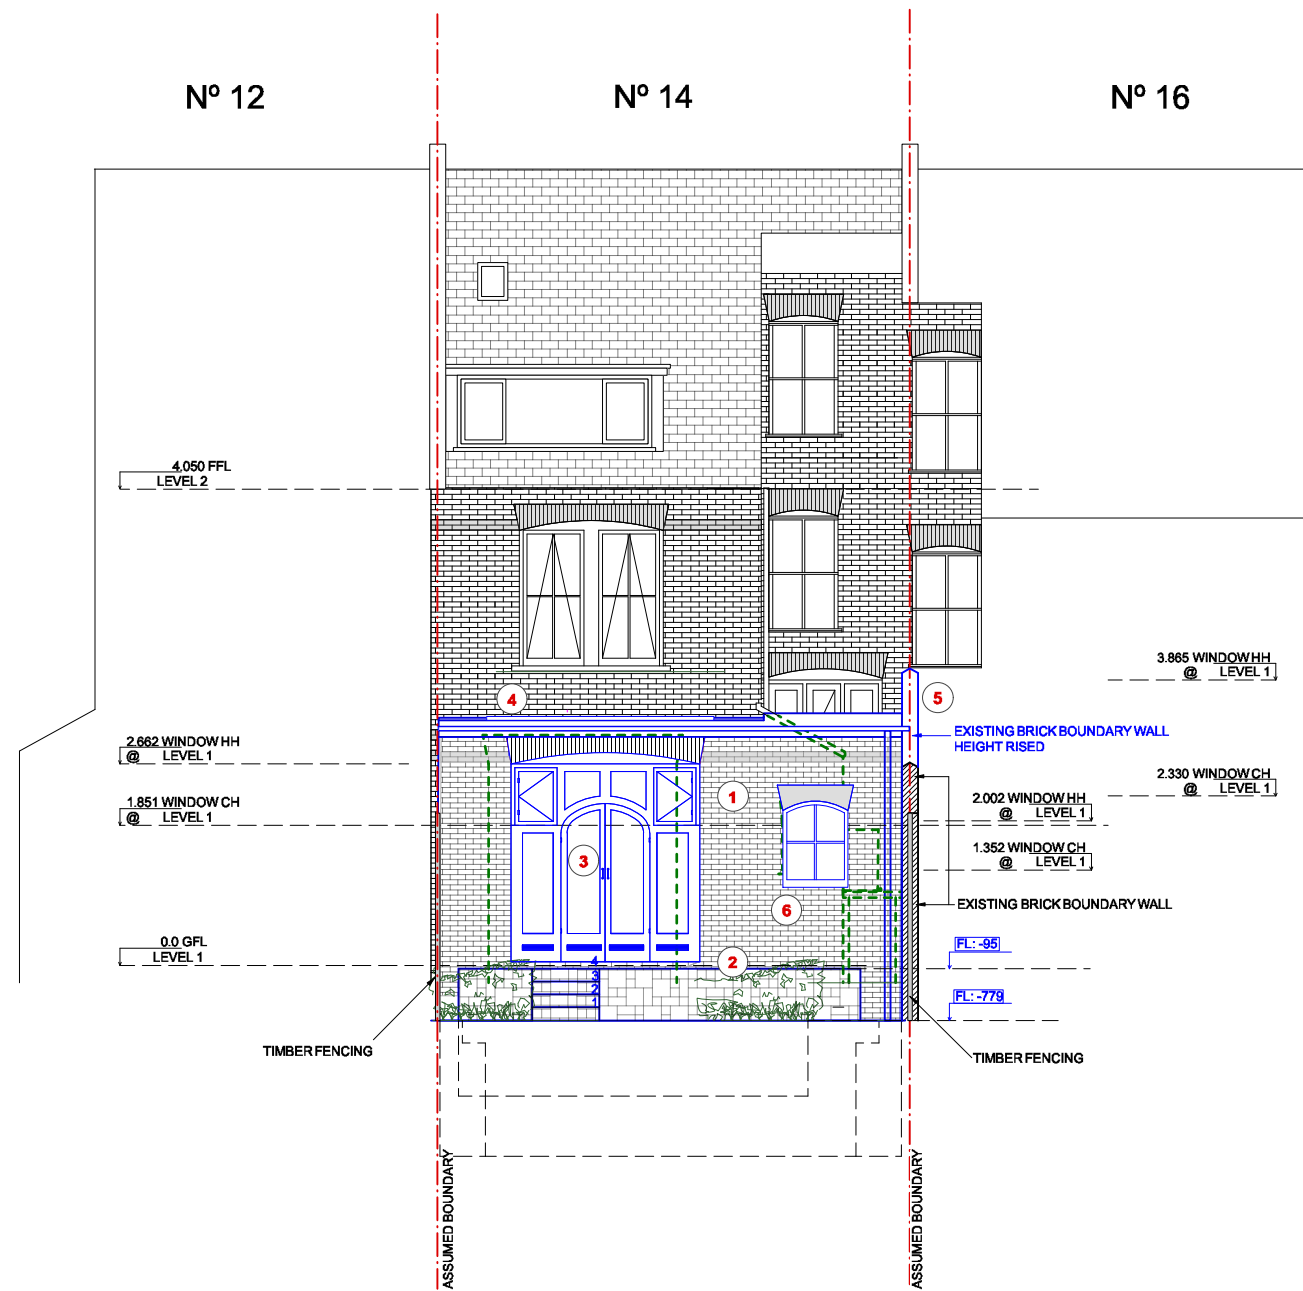 Nº 12
Nº 14
Nº 16
4.050 FFL
LEVEL 2
3.865 WINDOW HH
@ LEVEL 1
4
5
EXISTING BRICK BOUNDARY WALL
HEIGHT RISED
2.662 WINDOW HH
@ LEVEL 1
2.330 WINDOW CH
@ LEVEL 1
1
1.851 WINDOW CH
@ LEVEL 1
2.002 WINDOW HH
@ LEVEL 1
3
1.352 WINDOW CH
@ LEVEL 1
6
EXISTING BRICK BOUNDARY WALL
0.0 GFL
LEVEL 1
FL: -95
2
4
3
2
1
FL: -779
TIMBER FENCING
TIMBER FENCING
ASSUMED BOUNDARY
ASSUMED BOUNDARY